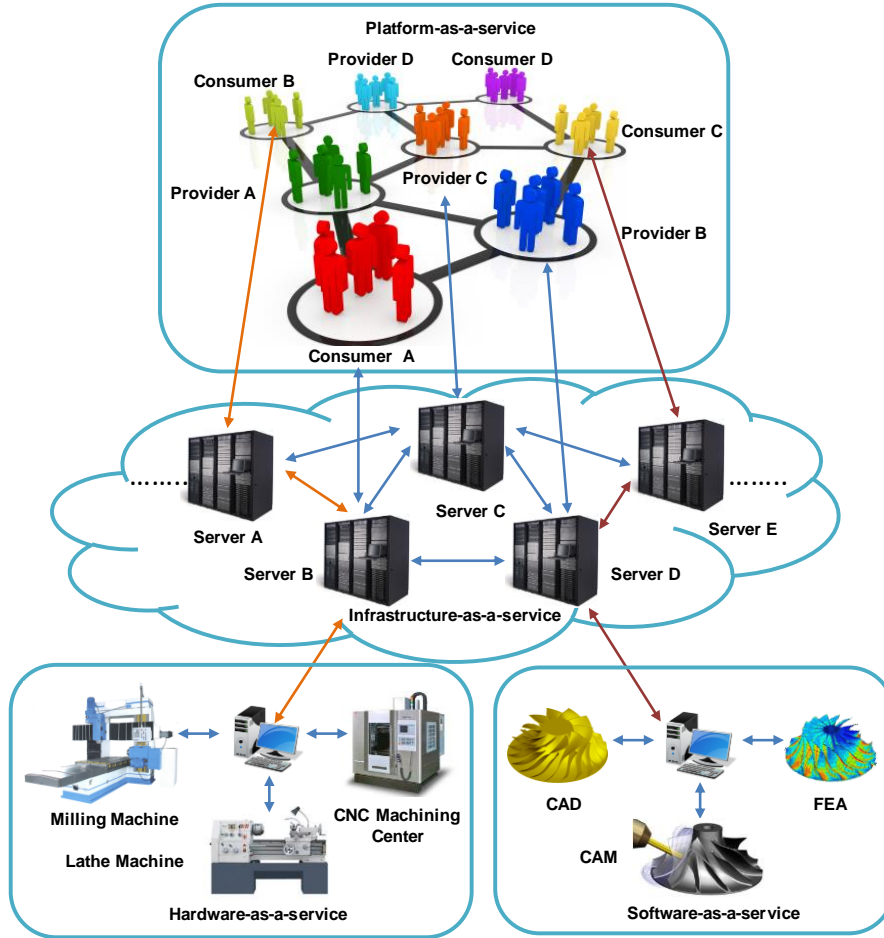 Platform-as-a-service
Provider D
Consumer D
Consumer B
Consumer C
Provider A
Provider C
Provider B
Consumer A
………
Server C
………
Server A
Server E
Server B
Server D
Infrastructure-as-a-service
Milling Machine
CNC Machining
Center
Lathe Machine
Hardware-as-a-service
CAD
FEA
CAM
Software-as-a-service